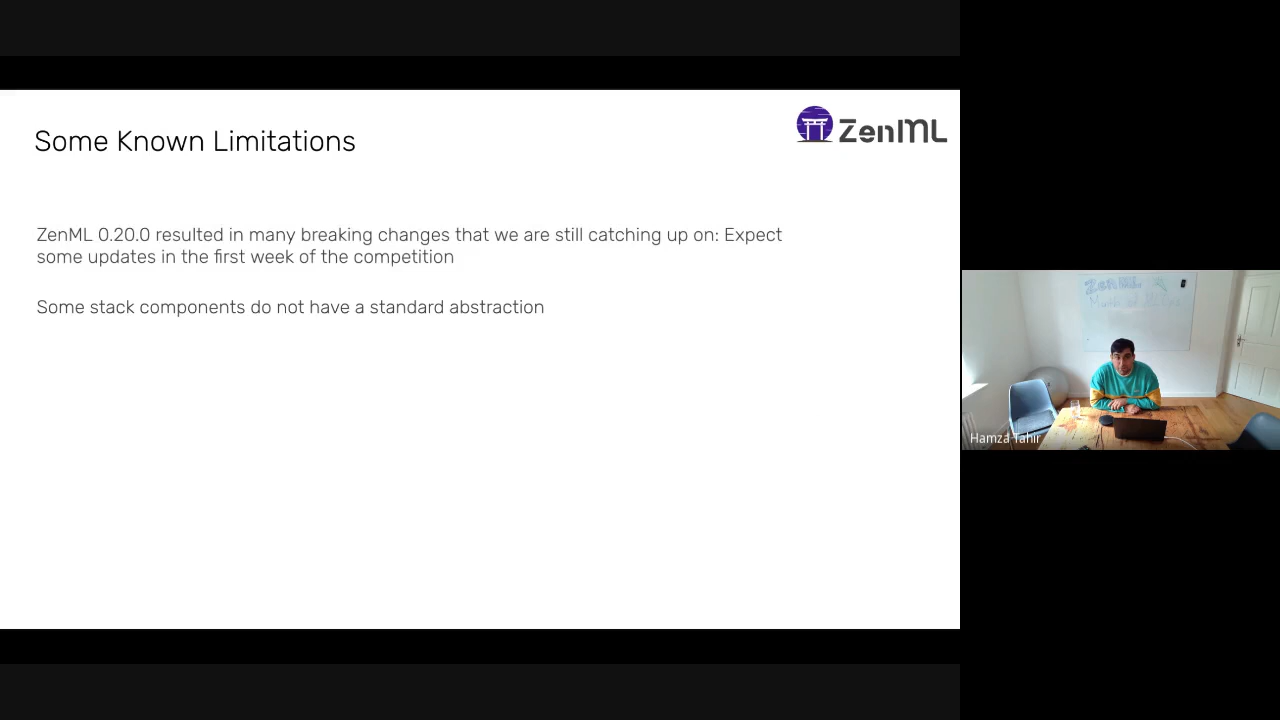 Some Known Limitations
ZenML
ZenML 0.20.0 resulted in many breaking changes that we are still catching up on: Expect
some updates in the first week of the competition
Some stack components do not have a standard abstraction
Hamza Tahir